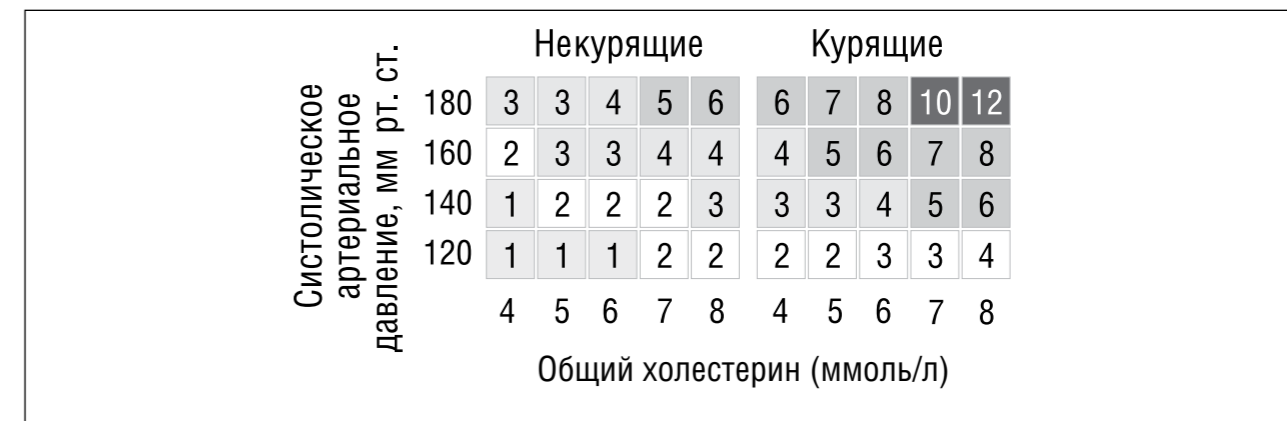 Некурящие Курящие
Систолическое
артериальное
давление, мм рт. ст.
180 3 3 4 5 6 6 7 8 10 12
160 2 3 3 4 4 4 5 6 7 8
140 1 2 2 2 3 3 3 4 5 6
120 1 1 1 2 2 2 2 3 3 4
4 5 6 7 8 4 5 6 7 8
Общий холестерин (ммоль/л)